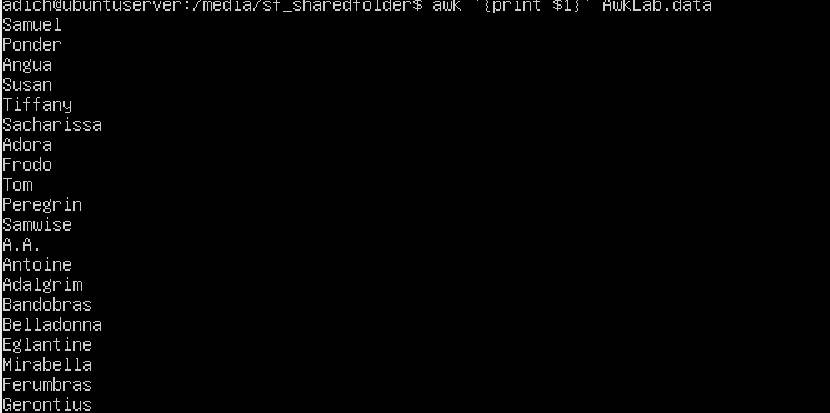 adich@ubuntuserver:/media/sf_sharedfolder$ awk '{print $1}' AwkLab.data
Samuel
Ponder
Angua
Susan
Tiffany
Sacharissa
Adora
Frodo
Tom
Peregrin
Samwise
A.A.
Antoine
Adalgrim
Bandobras
Belladonna
Eglantine
Mirabella
Ferumbras
Gerontius